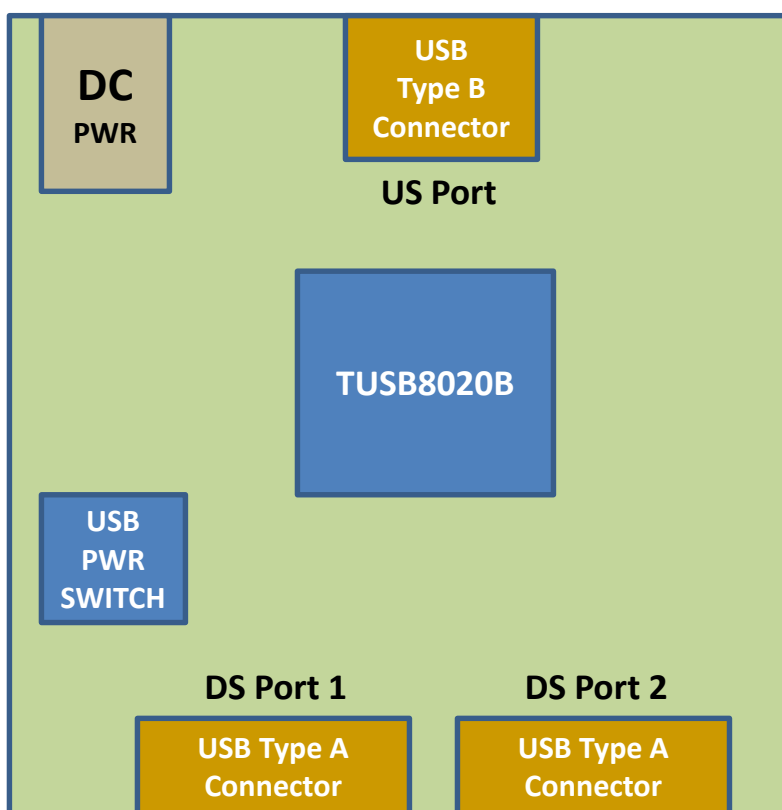 DC
PWR
USB
Type B
Connector
US Port
TUSB8020B
USB
PWR
SWITCH
DS Port 1
DS Port 2
USB Type A
Connector
USB Type A
Connector